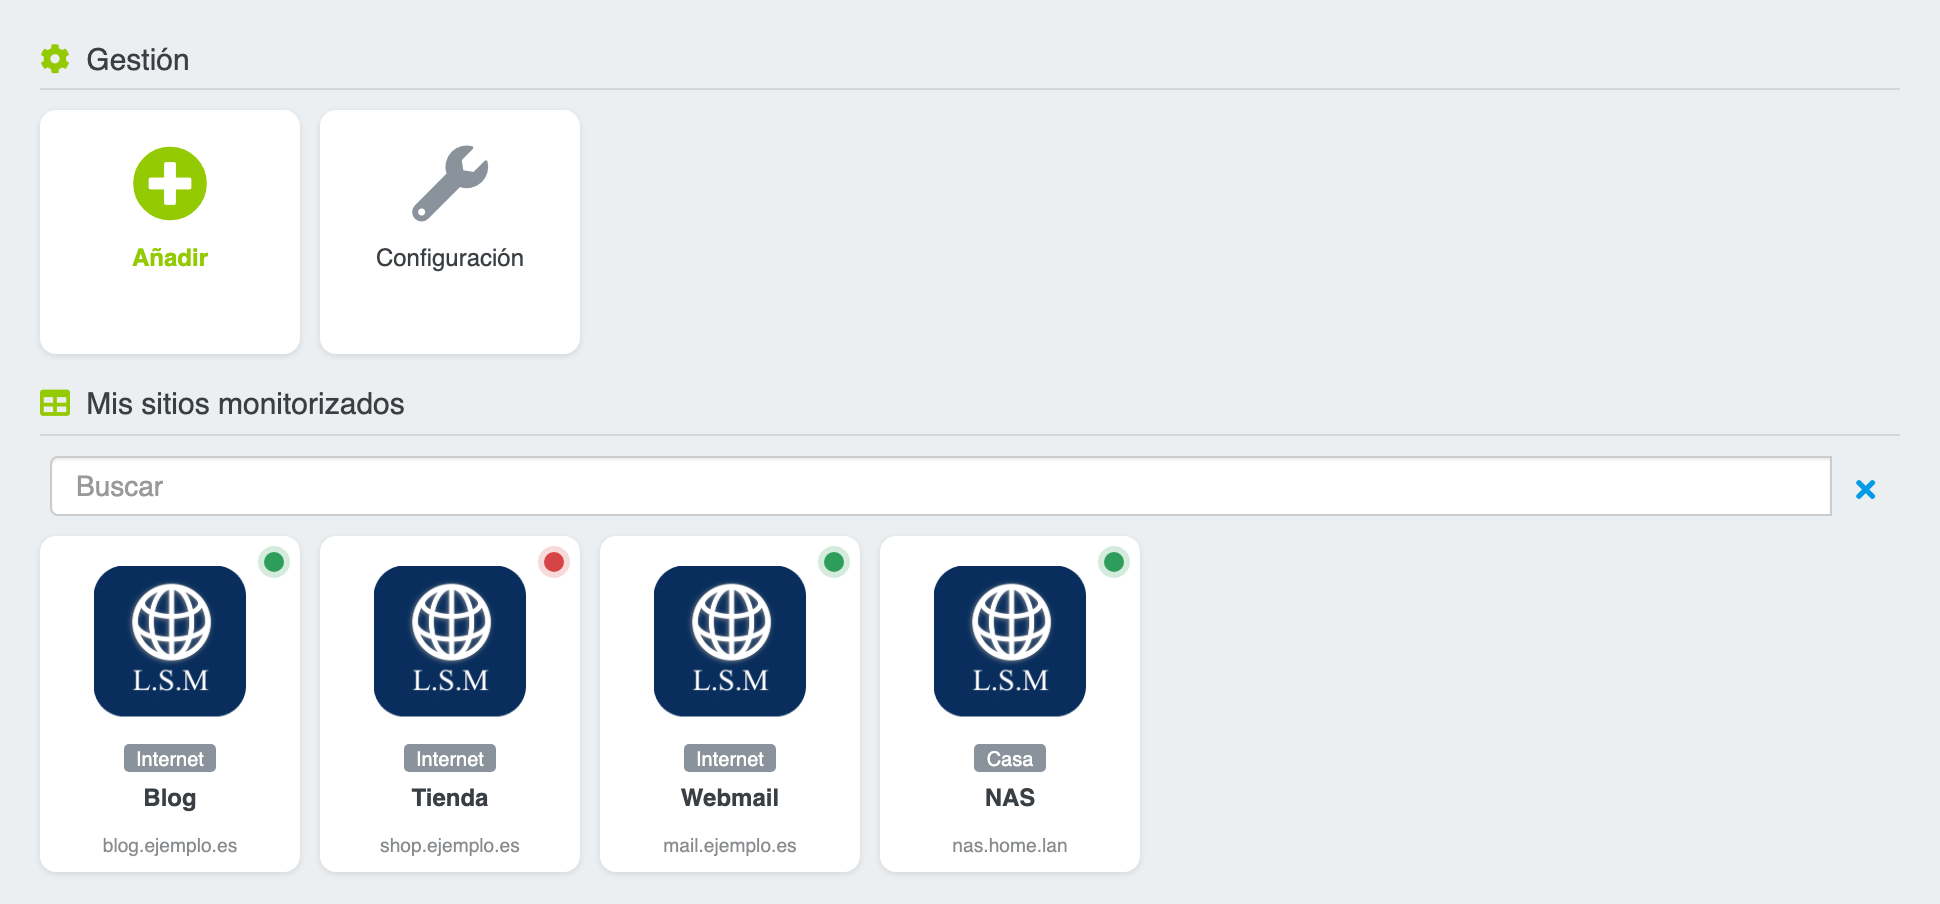 Gestión
Añadir
Configuración
Mis sitios monitorizados
Buscar
L.S.M
Internet
Blog
blog.ejemplo.es
L.S.M
Internet
Tienda
shop.ejemplo.es
L.S.M
Internet
Webmail
mail.ejemplo.es
L.S.M
Casa
NAS
nas.home.lan